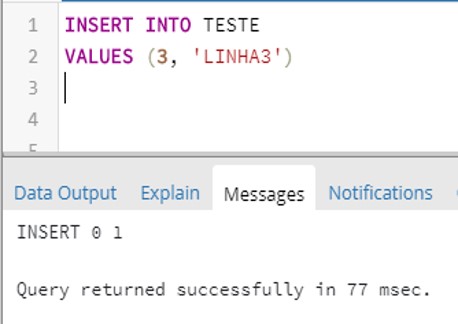 1 INSERT INTO TESTE
2 VALUES (3, 'LINHA3')
3
4
5
Data Output Explain Messages Notifications
INSERT 0 1
Query returned successfully in 77 msec.